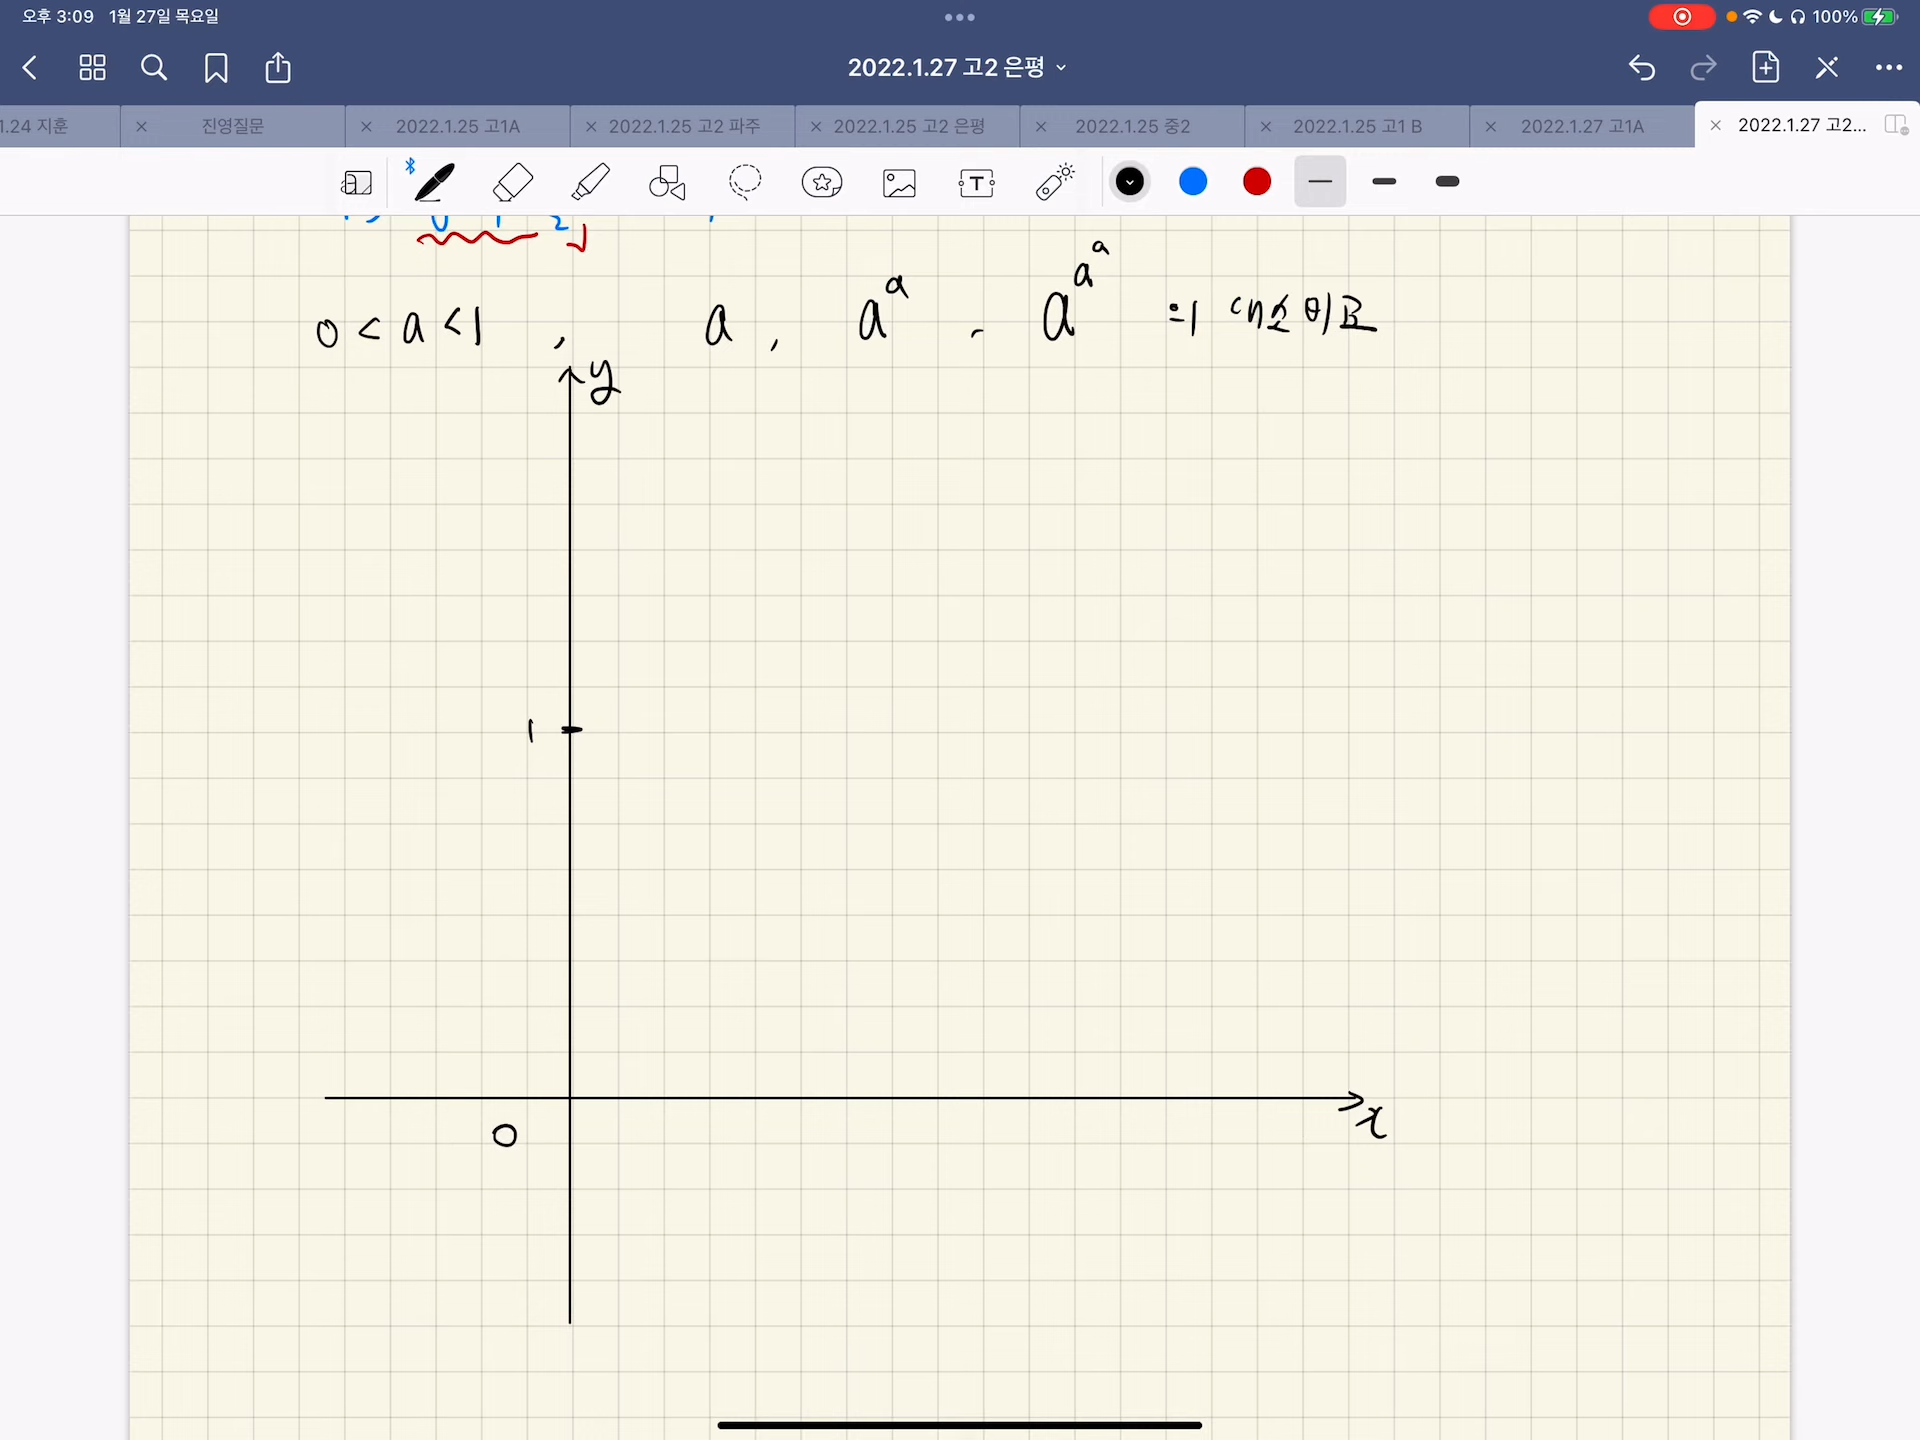 오후 3:09 1월 27일 목요일 100%
2022.1.27 고2 은평
1.24 지훈 진영질문 2022.1.25 고1A 2022.1.25 고2 파주 2022.1.25 고2 은평 2022.1.25 중2 2022.1.25 고1 B 2022.1.27 고1A 2022.1.27 고2...
0 < a < 1 , a , a^a , a^{a^a} 의 대소비교
y
1
0 x